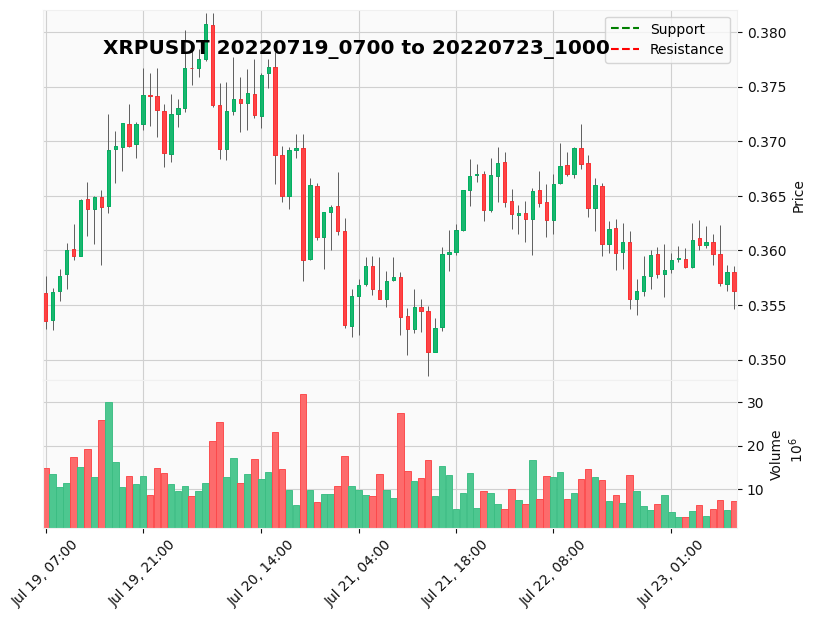 XRPUSDT 20220719_0700 to 20220723_1000
Support
Resistance
0.380
0.375
0.370
0.365
0.360
0.355
0.350
Price
30
20
10
Volume
10^6
Jul 19, 07:00
Jul 19, 21:00
Jul 20, 14:00
Jul 21, 04:00
Jul 21, 18:00
Jul 22, 08:00
Jul 23, 01:00